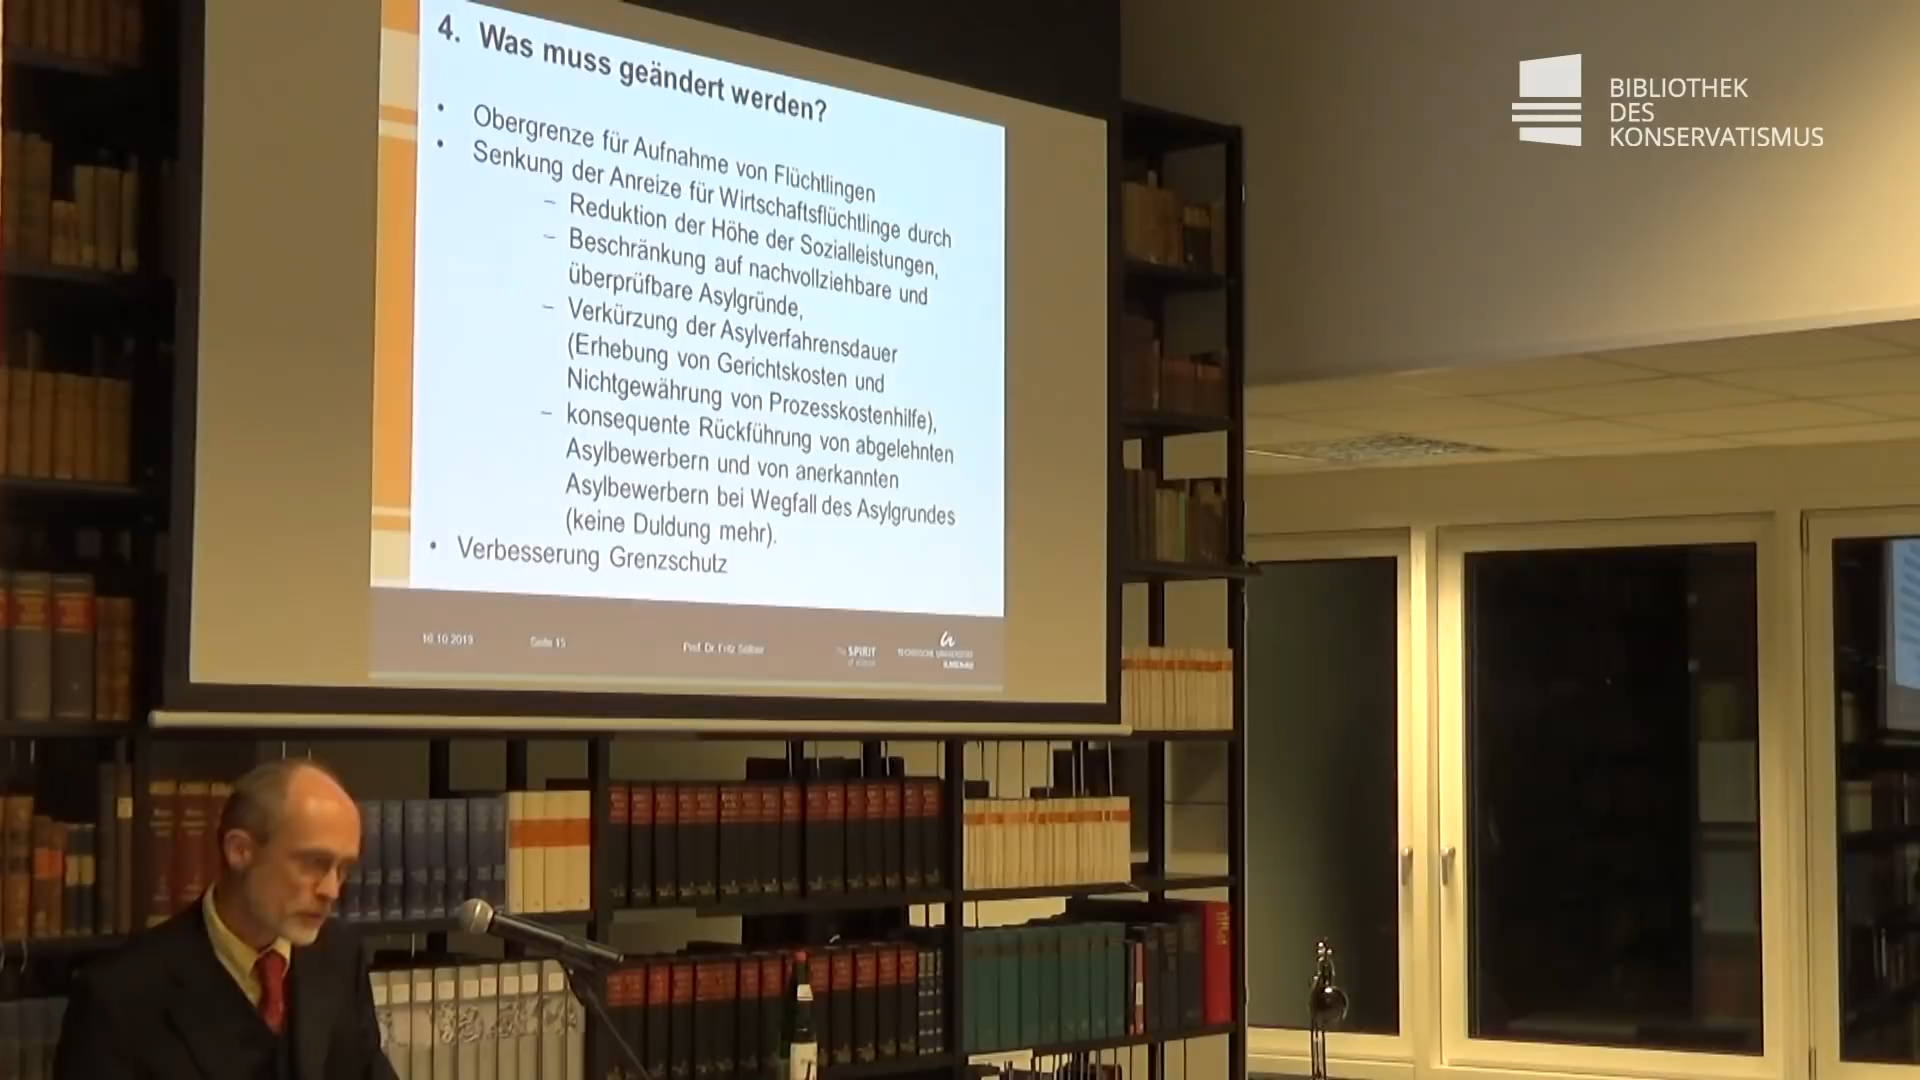 4. Was muss geändert werden?
• Obergrenze für Aufnahme von Flüchtlingen
• Senkung der Anreize für Wirtschaftsflüchtlinge durch
– Reduktion der Höhe der Sozialleistungen,
– Beschränkung auf nachvollziehbare und
überprüfbare Asylgründe,
– Verkürzung der Asylverfahrensdauer
(Erhebung von Gerichtskosten und
Nichtgewährung von Prozesskostenhilfe),
– konsequente Rückführung von abgelehnten
Asylbewerbern und von anerkannten
Asylbewerbern bei Wegfall des Asylgrundes
(keine Duldung mehr).
• Verbesserung Grenzschutz
Seite 15
Prof. Dr. Fritz
SPIRIT
BIBLIOTHEK
DES
KONSERVATISMUS